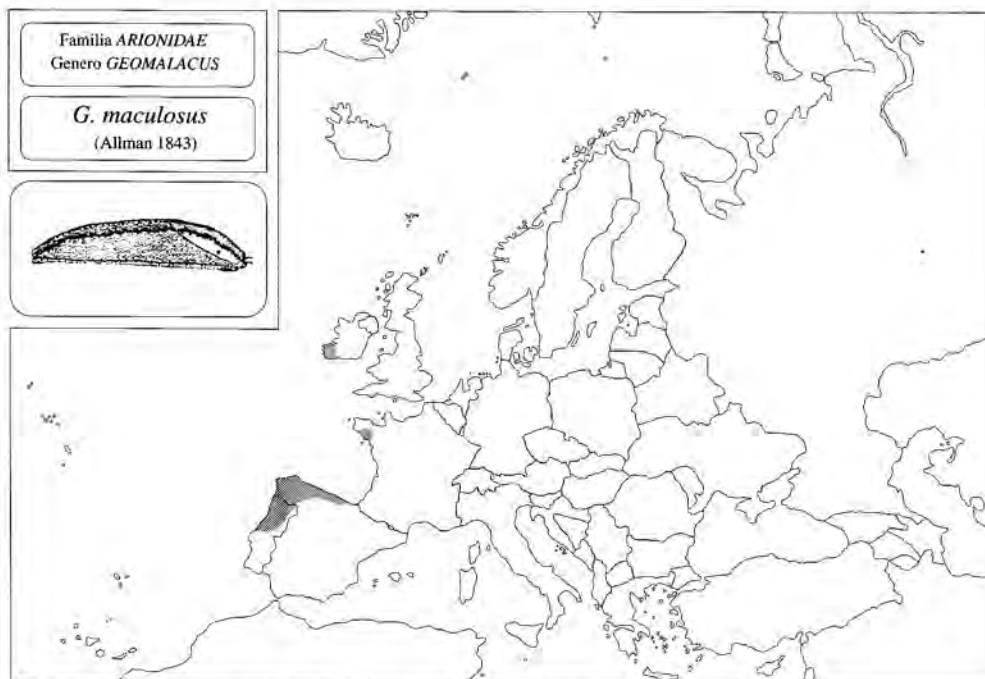 Familia ARIONIDAE
Genero GEOMALACUS
G. maculosus
(Allman 1843)